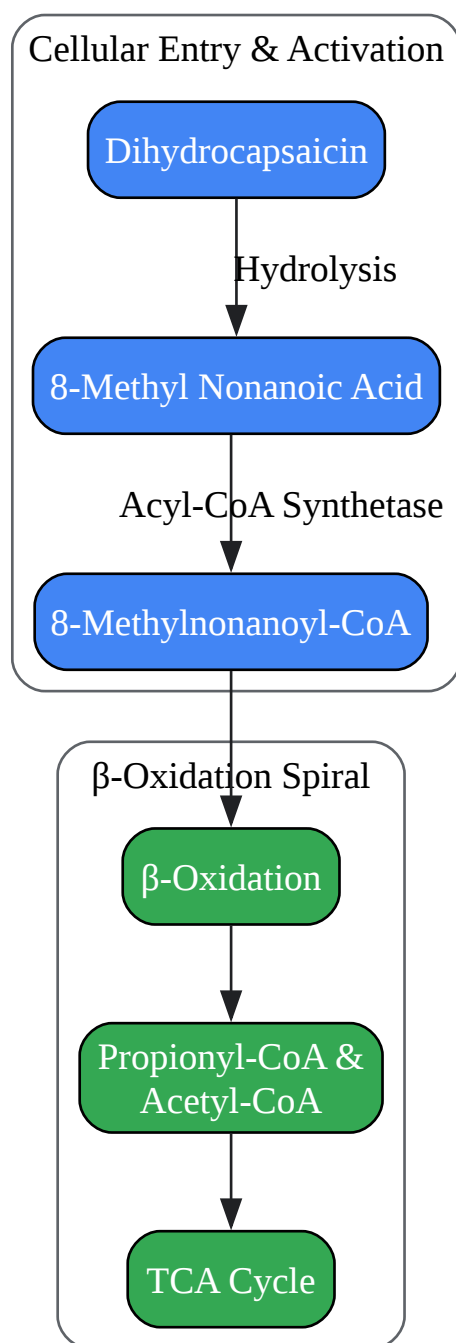 Cellular Entry & Activation
Dihydrocapsaicin
Hydrolysis
8-Methyl Nonanoic Acid
Acyl-CoA Synthetase
8-Methylnonanoyl-CoA
β-Oxidation Spiral
β-Oxidation
Propionyl-CoA &
Acetyl-CoA
TCA Cycle